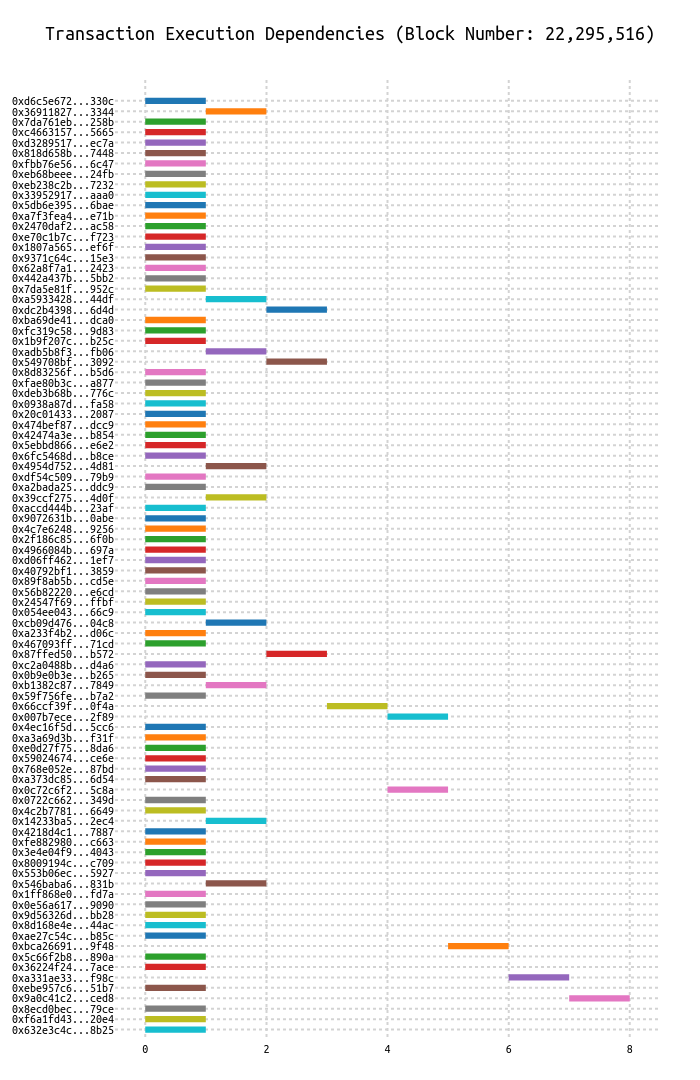 Transaction Execution Dependencies (Block Number: 22,295,516)
0xd6c5e672...330c
0x36911827...3344
0x7da761eb...258b
0xc4663157...5665
0xd3289517...ec7a
0x818d658b...7448
0xfbb76e56...6c47
0xeb68beee...24fb
0xeb238c2b...7232
0x33952917...aaa0
0x5db6e395...6bae
0xa7f3fea4...e71b
0x2470daf2...ac58
0xe70c1b7c...f723
0x1807a565...ef6f
0x9371c64c...15e3
0x62a8f7a1...2423
0x442a437b...5bb2
0x7da5e81f...952c
0xa5933428...44df
0xdc2b4398...6d4d
0xba69de41...dca0
0xfc319c58...9d83
0x1b9f207c...b25c
0xadb5b8f3...fb06
0x549708bf...3092
0x8d83256f...b5d6
0xfae80b3c...a877
0xdeb3b68b...776c
0x0938a87d...fa58
0x20c01433...2087
0x474bef87...dcc9
0x42474a3e...b854
0x5ebbd866...e6e2
0x6fc5468d...b8ce
0x4954d752...4d81
0xdf54c509...79b9
0xa2bada25...ddc9
0x39ccf275...4d0f
0xaccd444b...23af
0x9072631b...0abe
0x4c7e6248...9256
0x2f186c85...6f0b
0x4966084b...697a
0xd06ff462...1ef7
0x40792bf1...3859
0x89f8ab5b...cd5e
0x56b82220...e6cd
0x24547f69...ffbf
0x054ee043...66c9
0xcb09d476...04c8
0xa233f4b2...d06c
0x467093ff...71cd
0x87ffed50...b572
0xc2a0488b...d4a6
0x0b9e0b3e...b265
0xb1382c87...7849
0x59f756fe...b7a2
0x66ccf39f...0f4a
0x007b7ece...2f89
0x4ec16f5d...5cc6
0xa3a69d3b...f31f
0xe0d27f75...8da6
0x59024674...ce6e
0x768e052e...87bd
0xa373dc85...6d54
0x0c72c6f2...5c8a
0x0722c662...349d
0x4c2b7781...6649
0x14233ba5...2ec4
0x4218d4c1...7887
0xfe882980...c663
0x3e4e04f9...4043
0x8009194c...c709
0x553b06ec...5927
0x546baba6...831b
0x1ff868e0...fd7a
0x0e56a617...9090
0x9d56326d...bb28
0x8d168e4e...44ac
0xae27c54c...b85c
0xbca26691...9f48
0x5c66f2b8...890a
0x36224f24...7ace
0xa331ae33...f98c
0xebe957c6...51b7
0x9a0c41c2...ced8
0x8ecd0bec...79ce
0xf6a1fd43...20e4
0x632e3c4c...8b25
0 2 4 6 8